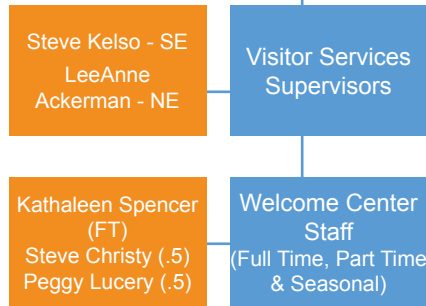 Steve Kelso - SE
LeeAnne
Ackerman - NE
Visitor Services
Supervisors
Kathaleen Spencer
(FT)
Steve Christy (.5)
Peggy Lucery (.5)
Welcome Center
Staff
(Full Time, Part Time
& Seasonal)